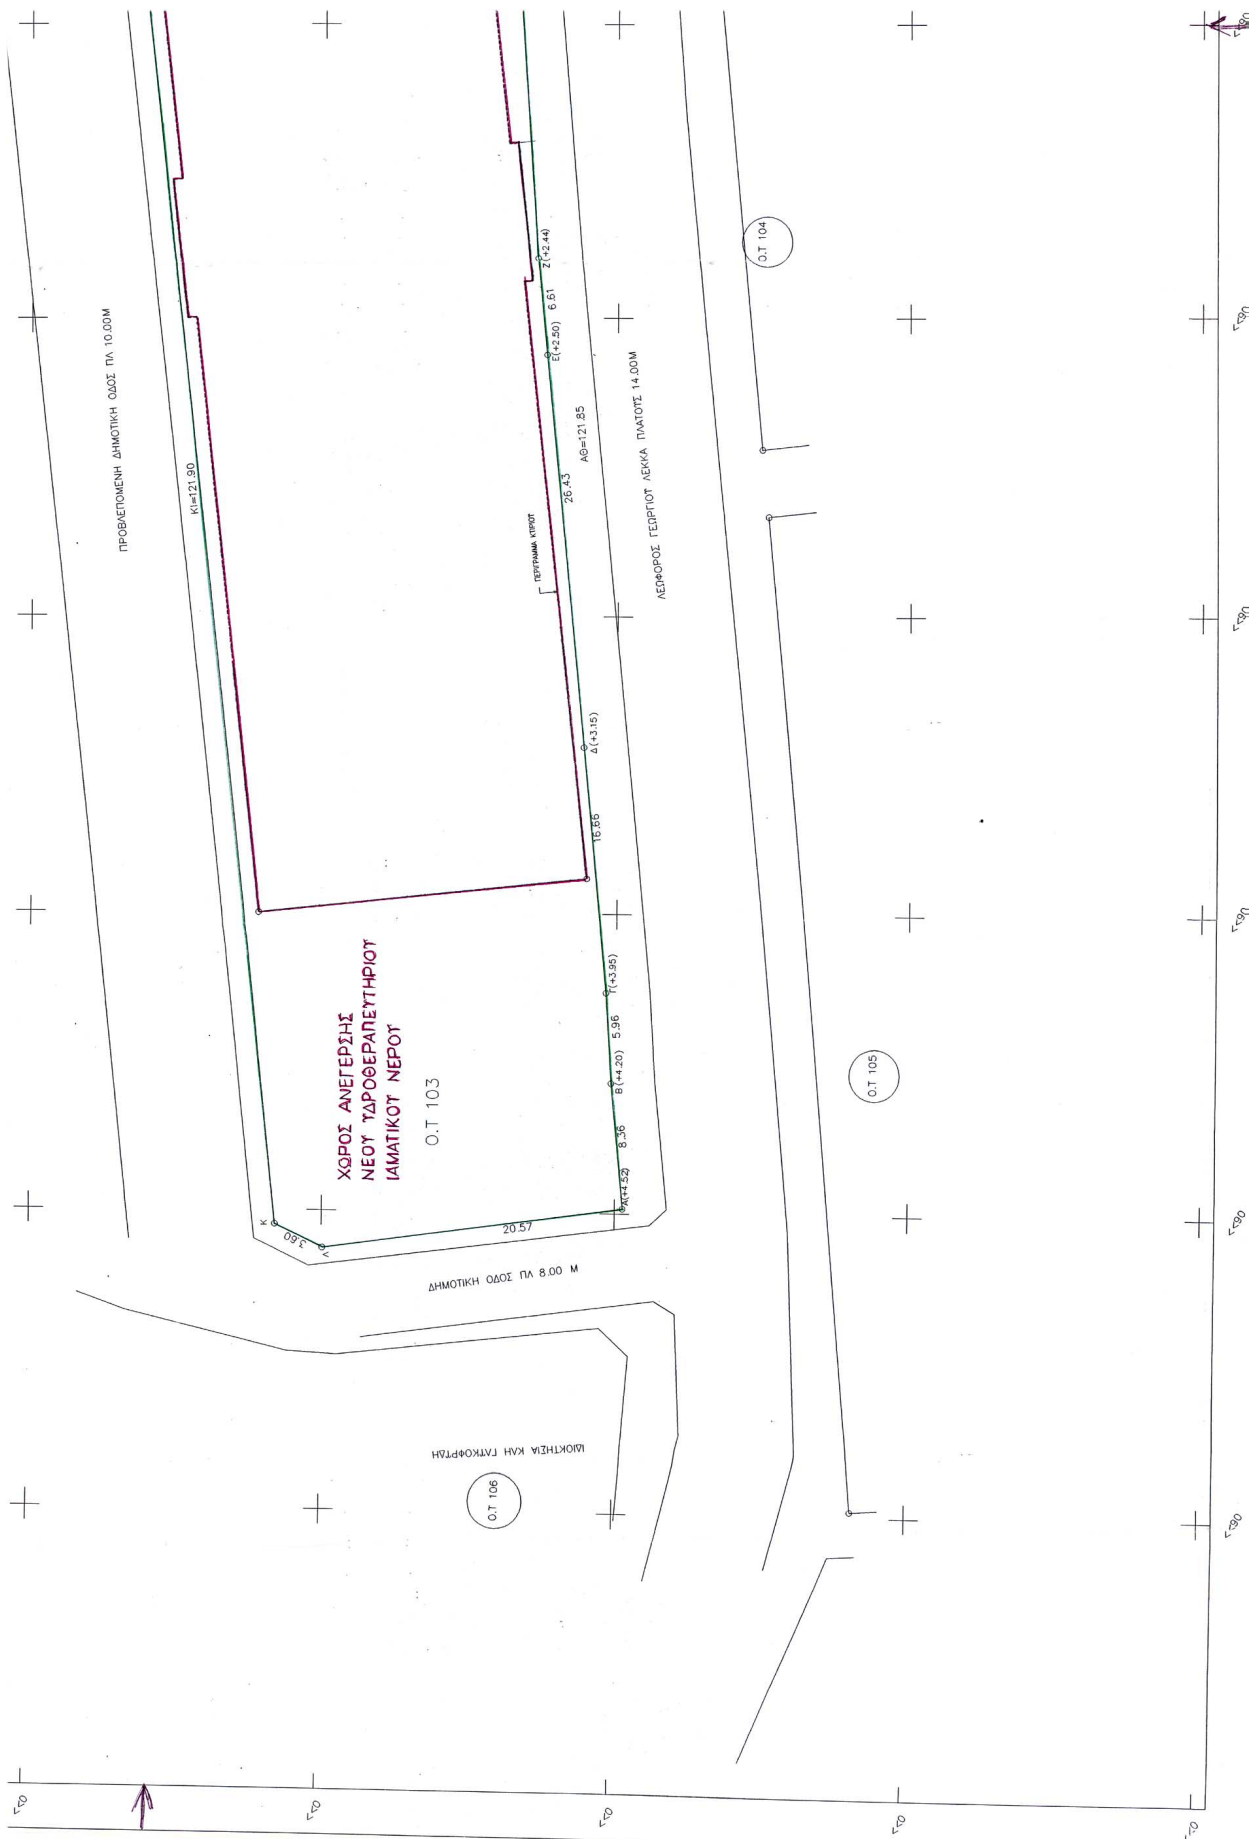 ΠΡΟΒΛΕΠΟΜΕΝΗ ΔΗΜΟΤΙΚΗ ΟΔΟΣ ΠΛ 10.00Μ
ΚΙ=121.90
Ζ(+2.44)
6.61
Ε(+2.50)
ΑΘ=121.85
26.43
ΠΕΡΙΓΡΑΜΜΑ ΚΤΙΡΙΟΥ
ΛΕΩΦΟΡΟΣ ΓΕΩΡΓΙΟΥ ΛΕΚΚΑ ΠΛΑΤΟΥΣ 14.00Μ
Ο.Τ 104
Δ(+3.15)
16.66
Γ(+3.95)
5.96
Β(+4.20)
8.36
Α(+4.52)
ΧΩΡΟΣ ΑΝΕΓΕΡΣΗΣ
ΝΕΟΥ ΥΔΡΟΘΕΡΑΠΕΥΤΗΡΙΟΥ
ΙΑΜΑΤΙΚΟΥ ΝΕΡΟΥ
Ο.Τ 103
Κ
3.60
Λ
20.57
ΔΗΜΟΤΙΚΗ ΟΔΟΣ ΠΛ 8.00 Μ
Ο.Τ 105
ΙΔΙΟΚΤΗΣΙΑ ΚΛΗ ΓΛΥΚΟΦΡΥΔΗ
Ο.Τ 106